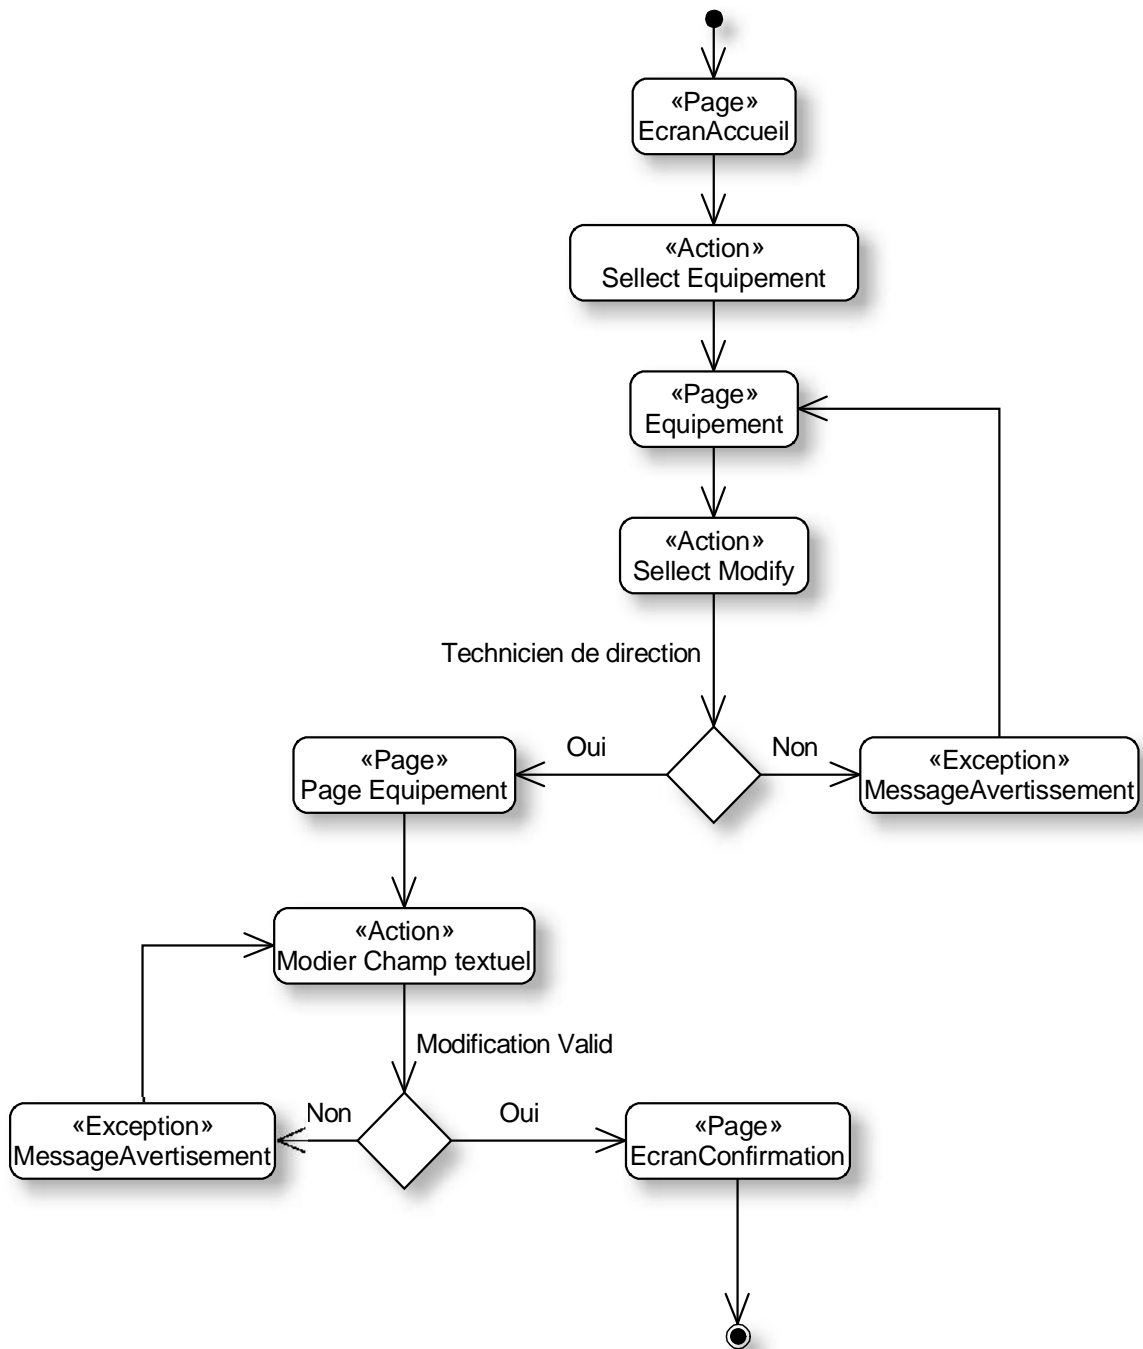 «Page»
EcranAccueil
«Action»
Sellect Equipement
«Page»
Equipement
«Action»
Sellect Modify
Technicien de direction
Oui
Non
«Page»
Page Equipement
«Exception»
MessageAvertissement
«Action»
Modier Champ textuel
Modification Valid
Non
Oui
«Exception»
MessageAvertisement
«Page»
EcranConfirmation